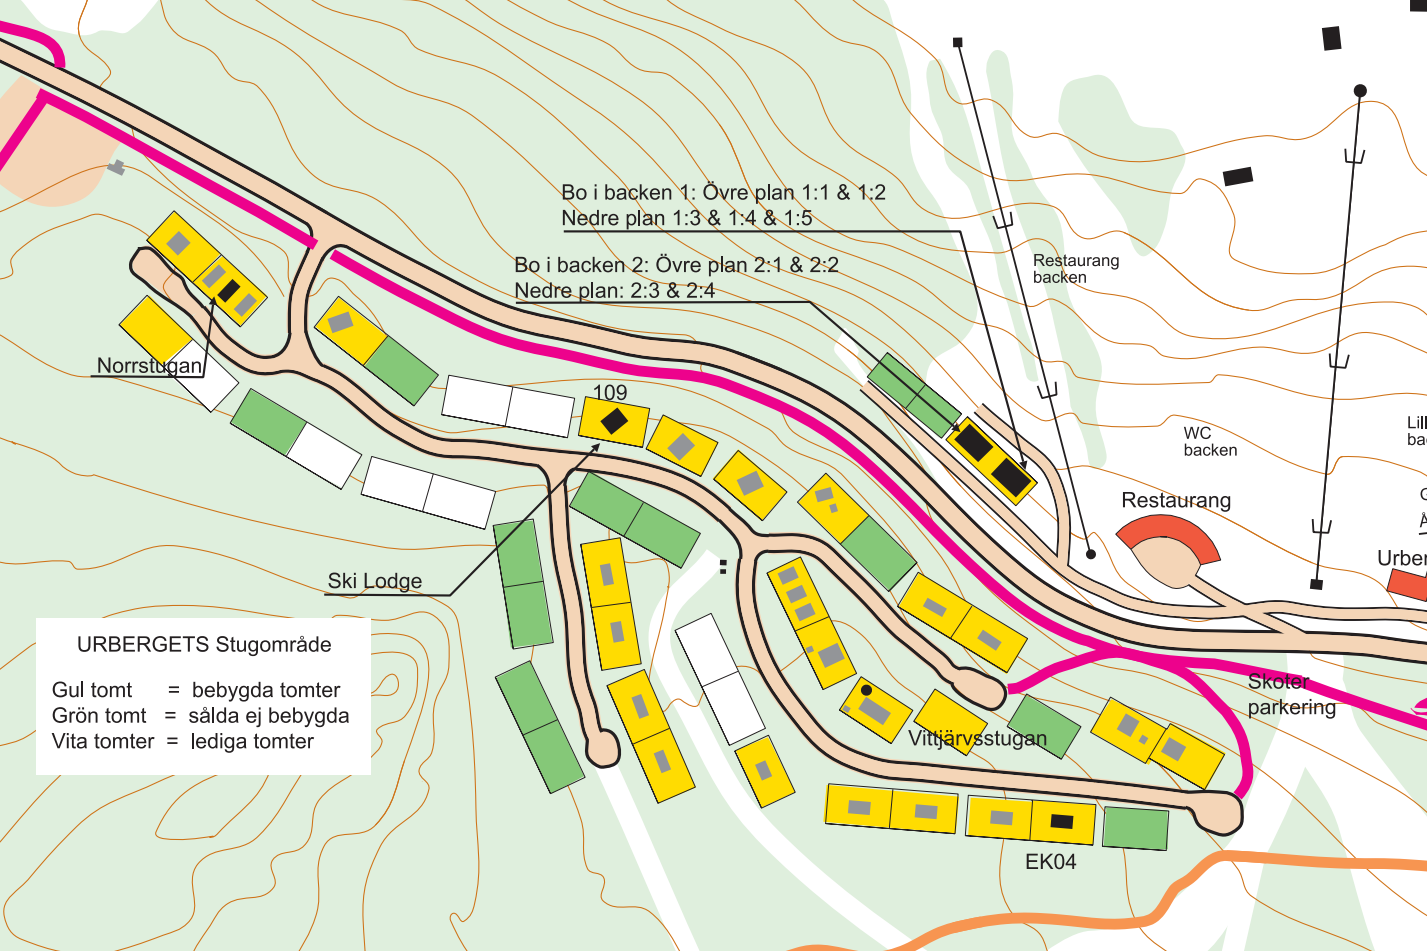 Bo i backen 1: Övre plan 1:1 & 1:2
Nedre plan 1:3 & 1:4 & 1:5
Bo i backen 2: Övre plan 2:1 & 2:2
Nedre plan: 2:3 & 2:4
Restaurang
backen
Norrstugan
109
WC
backen
Restaurang
Ski Lodge
URBERGETS Stugområde
Gul tomt = bebygda tomter
Grön tomt = sålda ej bebygda
Vita tomter = lediga tomter
Skoter
parkering
Vittjärvsstugan
EK04